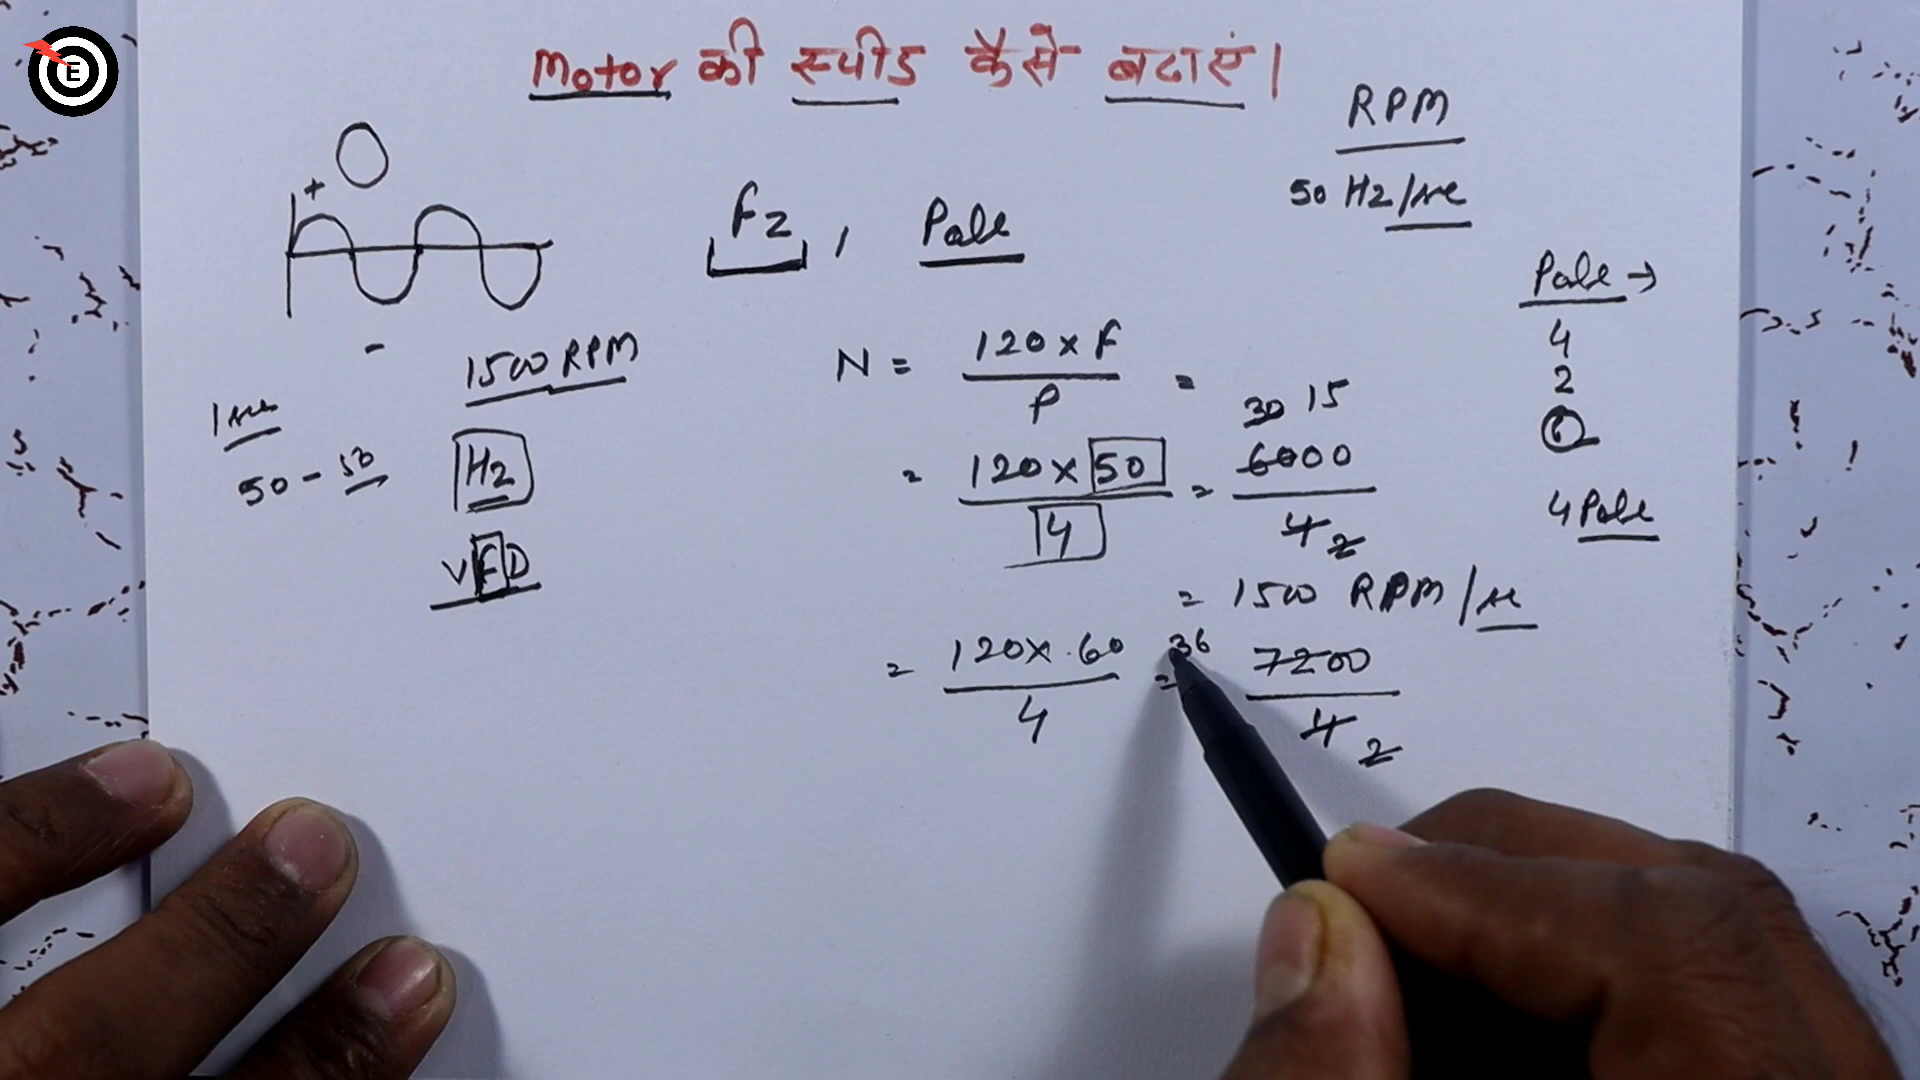 E
Motor की स्पीड कैसे बढाएं।
RPM
50 Hz/sec
+
Fz , Pole
Pole →
4
2
6
4 Pole
-
1500 RPM
1 sec
50 - 50
Hz
VFD
N = 120 x F / P =
= 120 x 50 / 4 = 6000 / 4 2
30 15
= 1500 RPM / sec
= 120 x 60 / 4 = 7200 / 4 2
36